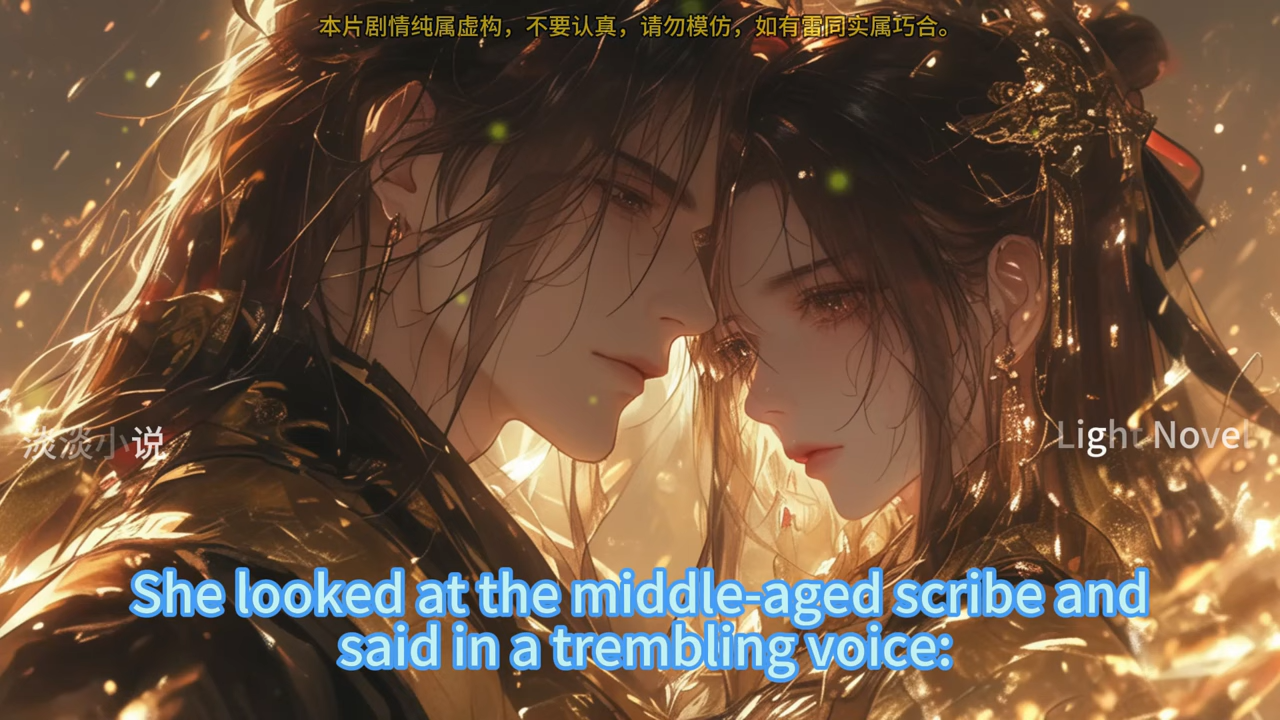 本片剧情纯属虚构，不要认真，请勿模仿，如有雷同实属巧合。
淡淡小说
Light Novel
She looked at the middle-aged scribe and
said in a trembling voice: